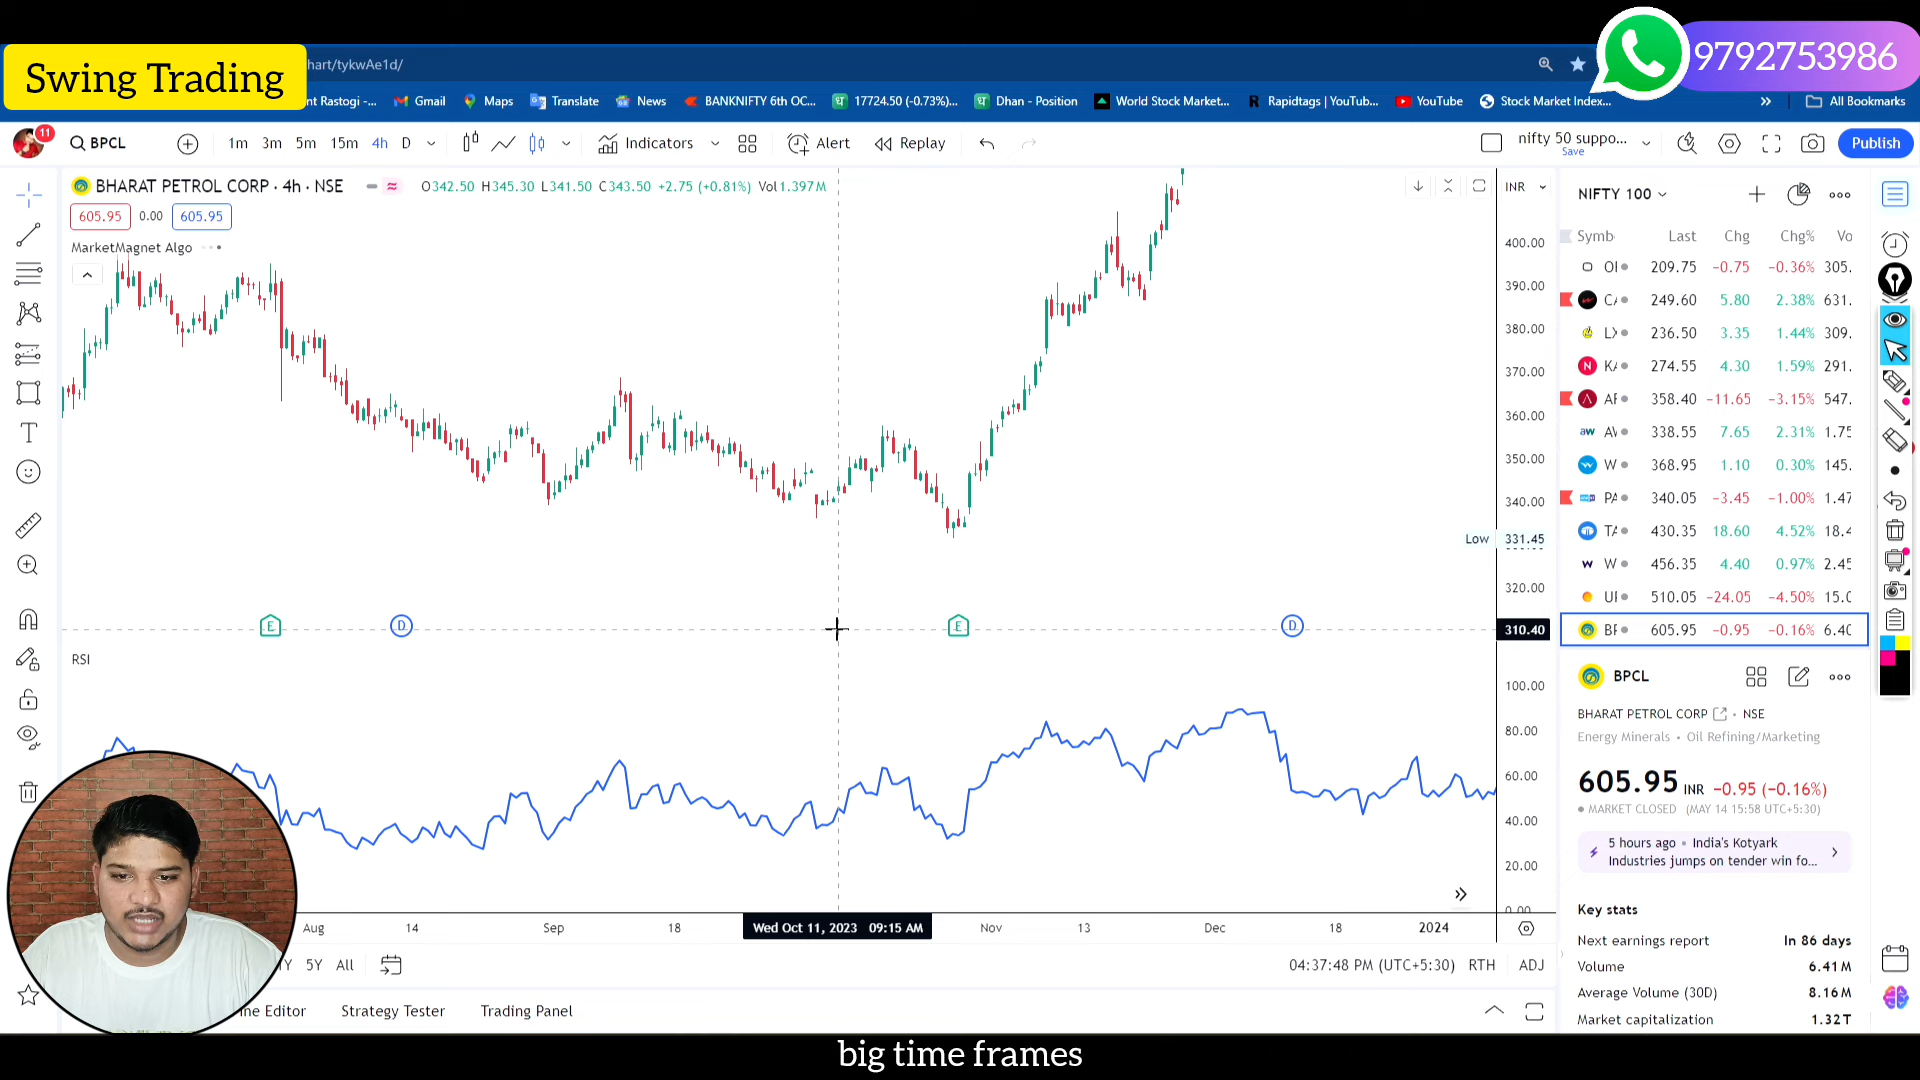 Swing Trading
hart/tykwAe1d/
9792753986
nt Rastogi -...
Gmail
Maps
Translate
News
BANKNIFTY 6th OC...
17724.50 (-0.73%)...
Dhan - Position
World Stock Market...
Rapidtags | YouTub...
YouTube
Stock Market Index...
» All Bookmarks
11
BPCL
1m 3m 5m 15m 4h D
Indicators
Alert
Replay
nifty 50 suppo...
Save
Publish
BHARAT PETROL CORP · 4h · NSE
O342.50 H345.30 L341.50 C343.50 +2.75 (+0.81%) Vol1.397M
605.95 0.00 605.95
MarketMagnet Algo
INR
400.00
390.00
380.00
370.00
360.00
350.00
340.00
Low 331.45
320.00
310.40
E D E D
RSI
100.00
80.00
60.00
40.00
20.00
0.00
Aug 14 Sep 18 Wed Oct 11, 2023 09:15 AM Nov 13 Dec 18 2024
Y 5Y All
04:37:48 PM (UTC+5:30) RTH ADJ
ne Editor
Strategy Tester
Trading Panel
NIFTY 100
Symb Last Chg Chg% Vo
OI 209.75 −0.75 −0.36% 305.
CA 249.60 5.80 2.38% 631.
LX 236.50 3.35 1.44% 309.
KA 274.55 4.30 1.59% 291.
AF 358.40 −11.65 −3.15% 547.
AV 338.55 7.65 2.31% 1.75
W 368.95 1.10 0.30% 145.
PA 340.05 −3.45 −1.00% 1.47
TA 430.35 18.60 4.52% 18.4
W 456.35 4.40 0.97% 2.45
UF 510.05 −24.05 −4.50% 15.0
BF 605.95 −0.95 −0.16% 6.40
BPCL
BHARAT PETROL CORP • NSE
Energy Minerals • Oil Refining/Marketing
605.95 INR −0.95 (−0.16%)
MARKET CLOSED (MAY 14 15:58 UTC+5:30)
5 hours ago • India's Kotyark
Industries jumps on tender win fo...
Key stats
Next earnings report In 86 days
Volume 6.41M
Average Volume (30D) 8.16M
Market capitalization 1.32T
big time frames